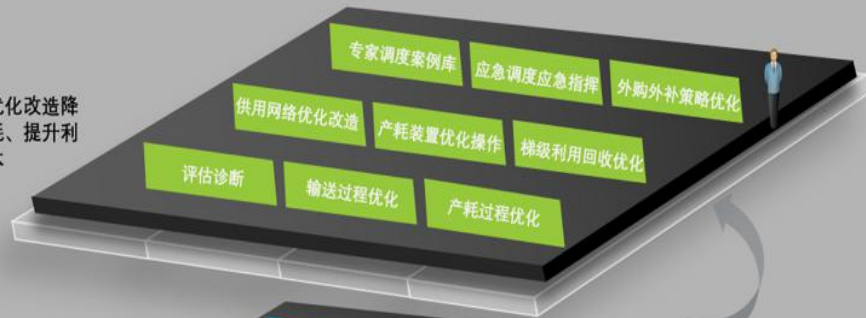 专家调度案例库
应急调度应急指挥
外购外补策略优化
供用网络优化改造
产耗装置优化操作
梯级利用回收优化
评估诊断
输送过程优化
产耗过程优化
化改造降
、提升利